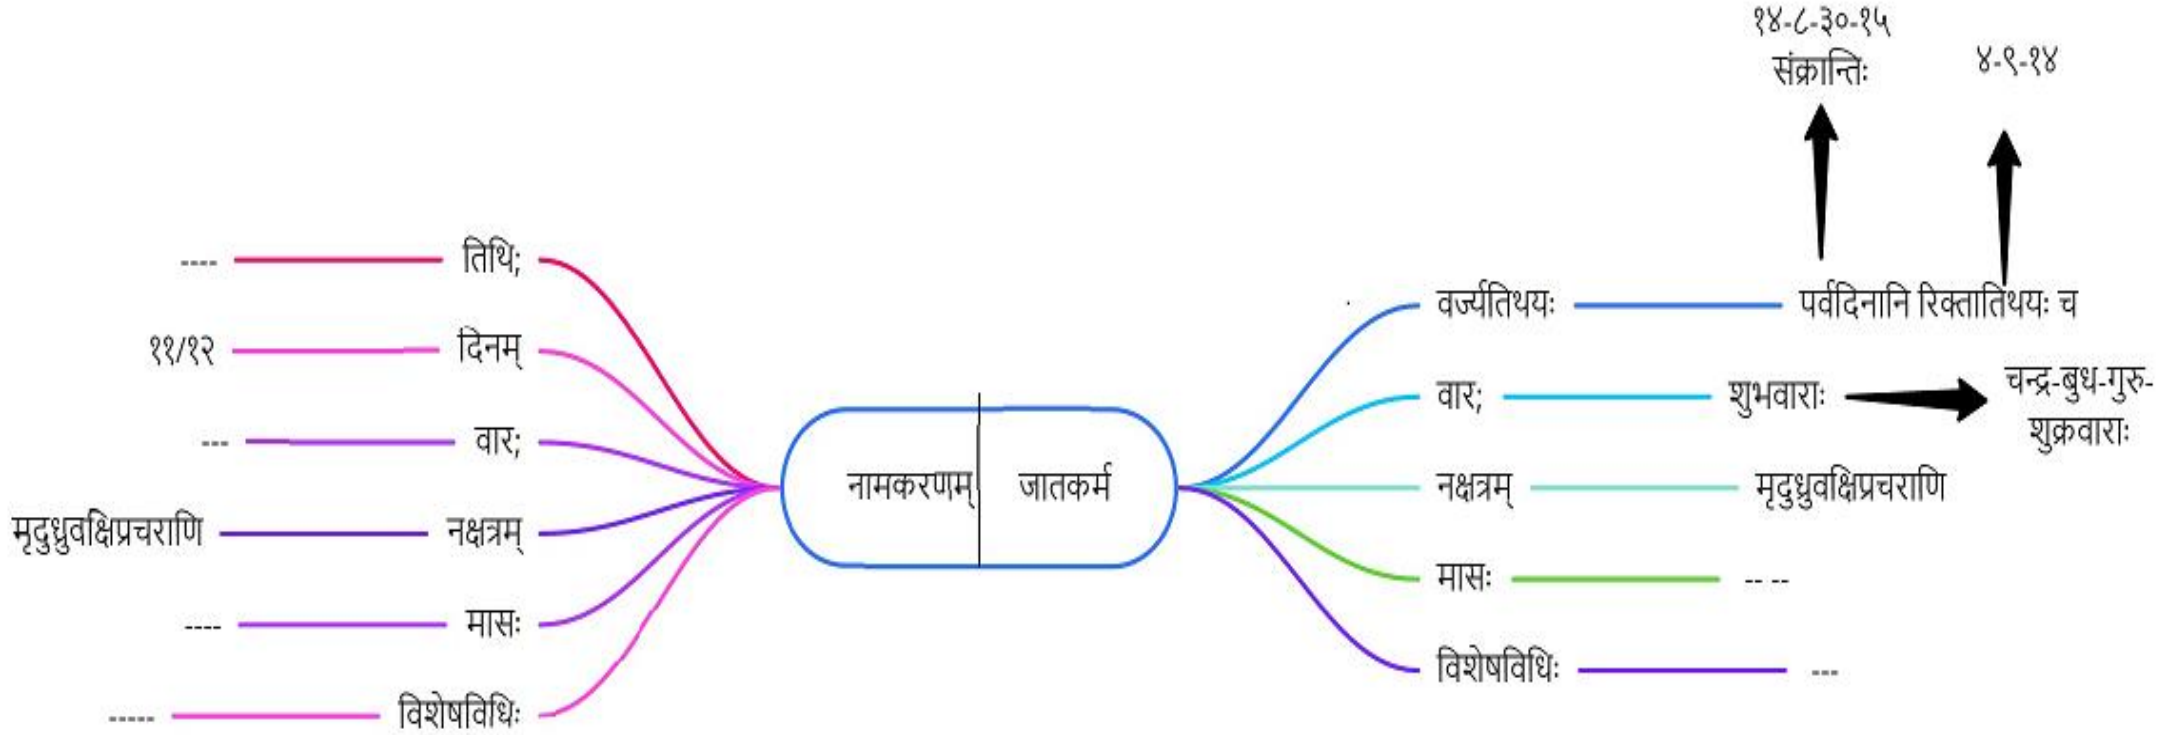 १४-८-३०-१५
संक्रान्तिः
४-९-१४
तिथि;
----
वर्ज्यतिथयः
पर्वदिनानि रिक्तातिथयः च
दिनम्
११/१२
वार;
शुभवाराः
चन्द्र-बुध-गुरु-
शुक्रवाराः
वार;
---
नामकरणम्
जातकर्म
नक्षत्रम्
मृदुध्रुवक्षिप्रचराणि
मृदुध्रुवक्षिप्रचराणि
नक्षत्रम्
मासः
-- --
----
मासः
विशेषविधिः
---
-----
विशेषविधिः